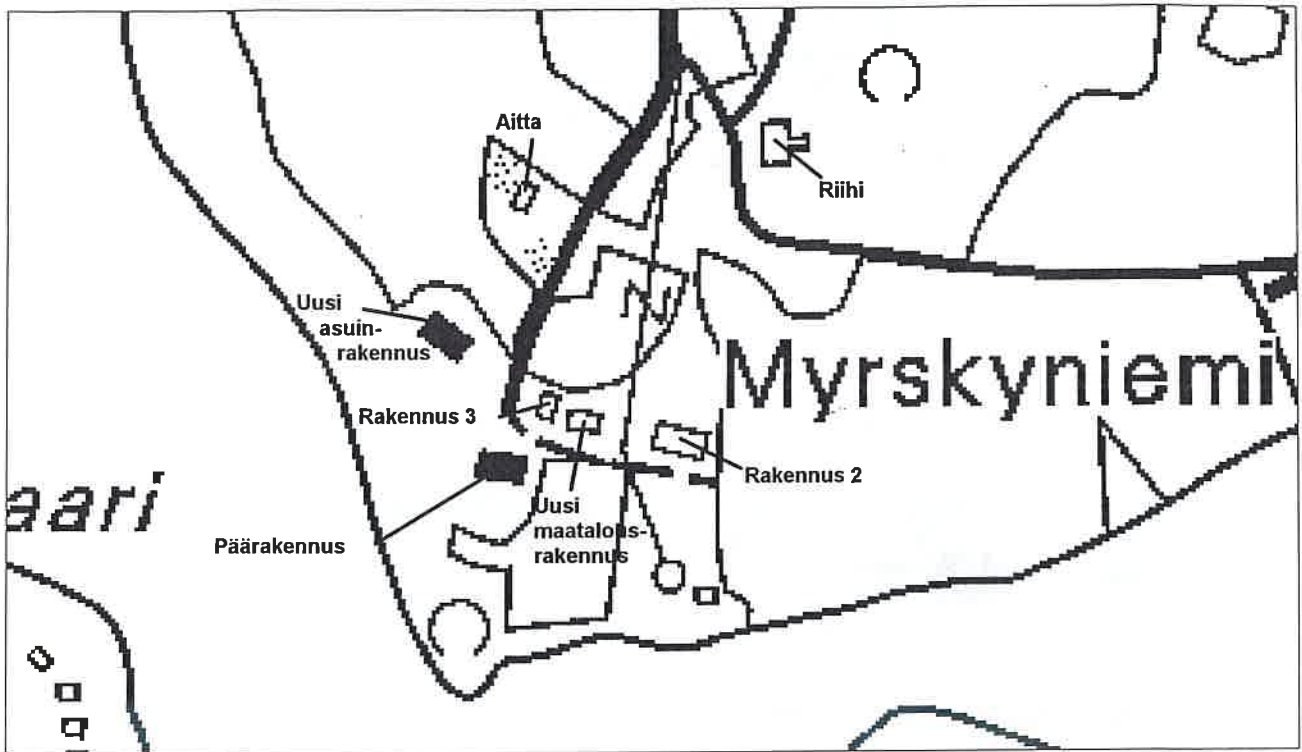 Aitta
Riihi
Uusi
asuin-
rakennus
Myrskyniemi
Rakennus 3
Rakennus 2
aari
Uusi
maatalous-
rakennus
Päärakennus